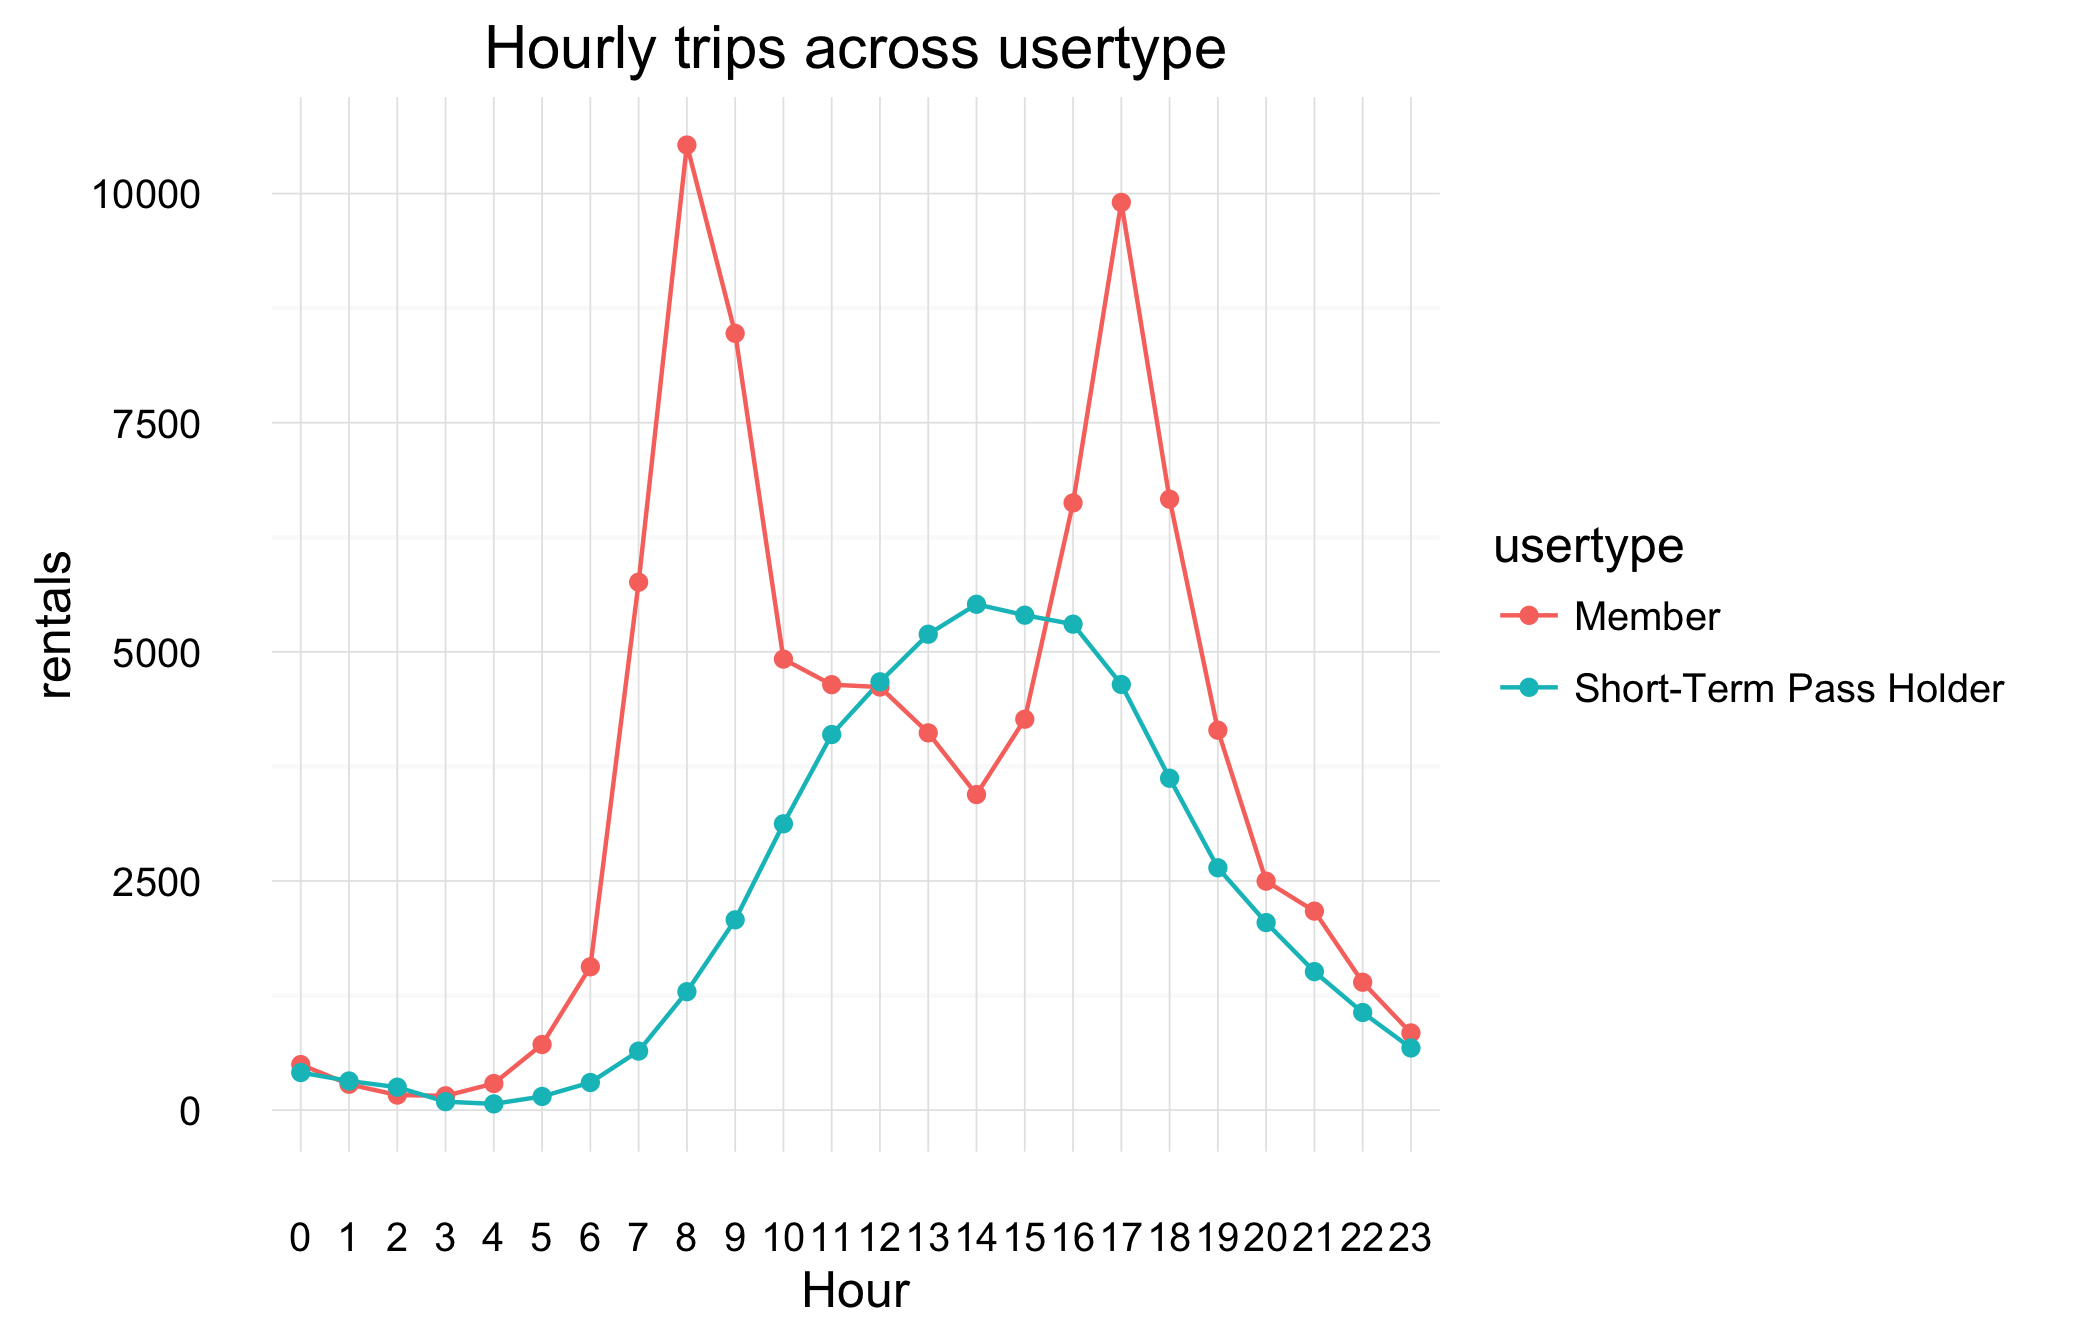 Hourly trips across usertype
10000
7500
5000
2500
0
rentals
0 1 2 3 4 5 6 7 8 9 10 11 12 13 14 15 16 17 18 19 20 21 22 23
Hour
usertype
Member
Short-Term Pass Holder